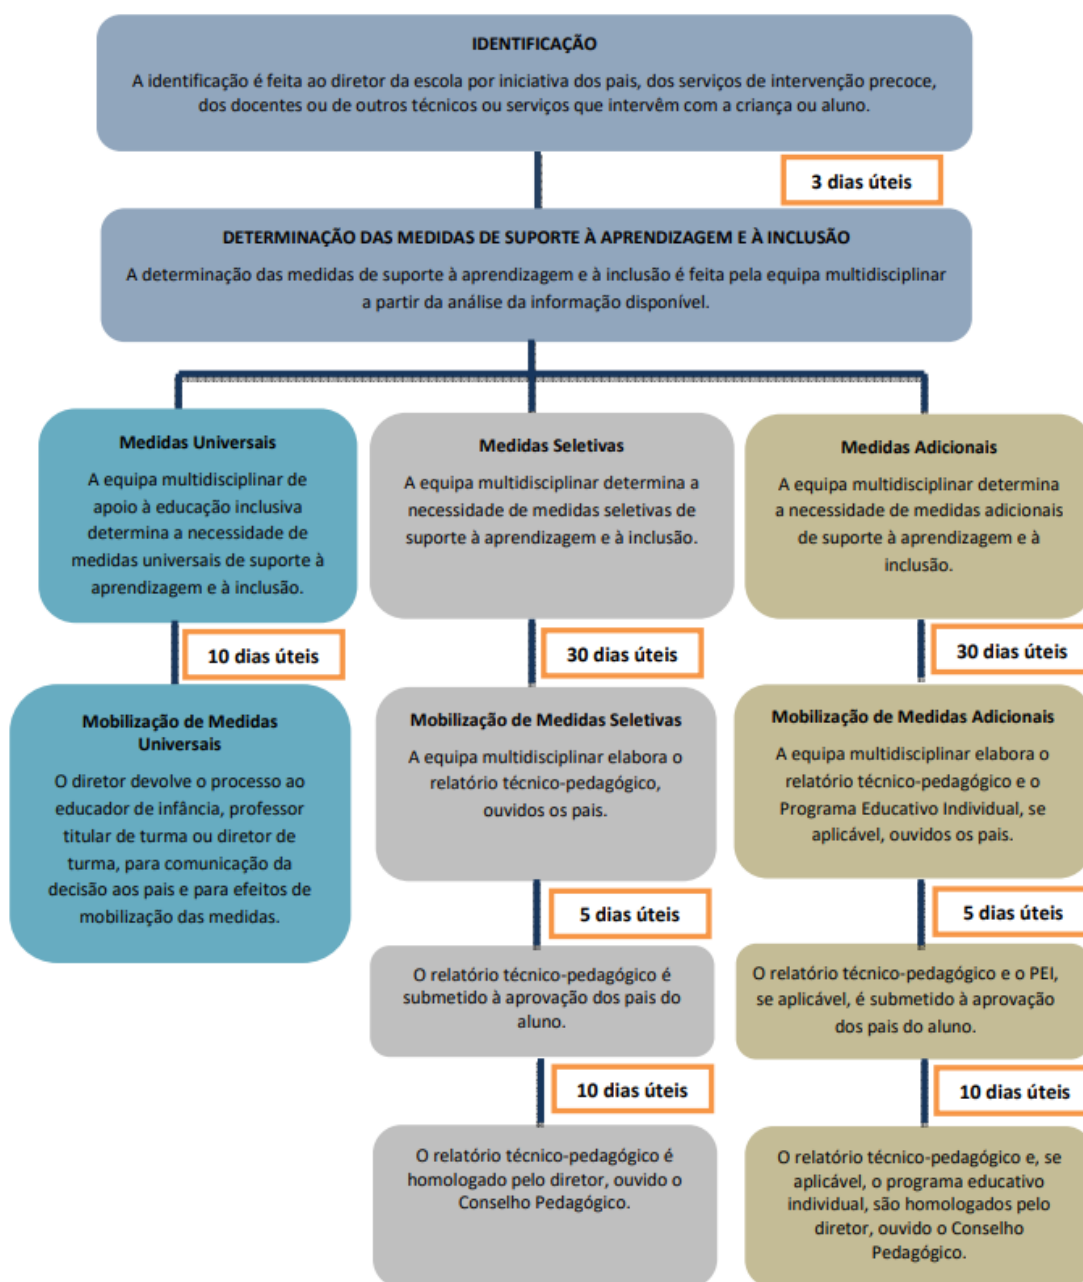 IDENTIFICAÇÃO
A identificação é feita ao diretor da escola por iniciativa dos pais, dos serviços de intervenção precoce,
dos docentes ou de outros técnicos ou serviços que intervêm com a criança ou aluno.
3 dias úteis
DETERMINAÇÃO DAS MEDIDAS DE SUPORTE À APRENDIZAGEM E À INCLUSÃO
A determinação das medidas de suporte à aprendizagem e à inclusão é feita pela equipa multidisciplinar
a partir da análise da informação disponível.
Medidas Universais
A equipa multidisciplinar de
apoio à educação inclusiva
determina a necessidade de
medidas universais de suporte à
aprendizagem e à inclusão.
10 dias úteis
Mobilização de Medidas
Universais
O diretor devolve o processo ao
educador de infância, professor
titular de turma ou diretor de
turma, para comunicação da
decisão aos pais e para efeitos de
mobilização das medidas.
Medidas Seletivas
A equipa multidisciplinar determina a
necessidade de medidas seletivas de
suporte à aprendizagem e à inclusão.
30 dias úteis
Mobilização de Medidas Seletivas
A equipa multidisciplinar elabora o
relatório técnico-pedagógico,
ouvidos os pais.
5 dias úteis
O relatório técnico-pedagógico é
submetido à aprovação dos pais do
aluno.
10 dias úteis
O relatório técnico-pedagógico é
homologado pelo diretor, ouvido o
Conselho Pedagógico.
Medidas Adicionais
A equipa multidisciplinar determina
a necessidade de medidas adicionais
de suporte à aprendizagem e à
inclusão.
30 dias úteis
Mobilização de Medidas Adicionais
A equipa multidisciplinar elabora o
relatório técnico-pedagógico e o
Programa Educativo Individual, se
aplicável, ouvidos os pais.
5 dias úteis
O relatório técnico-pedagógico e o PEI,
se aplicável, é submetido à aprovação
dos pais do aluno.
10 dias úteis
O relatório técnico-pedagógico e, se
aplicável, o programa educativo
individual, são homologados pelo
diretor, ouvido o Conselho
Pedagógico.